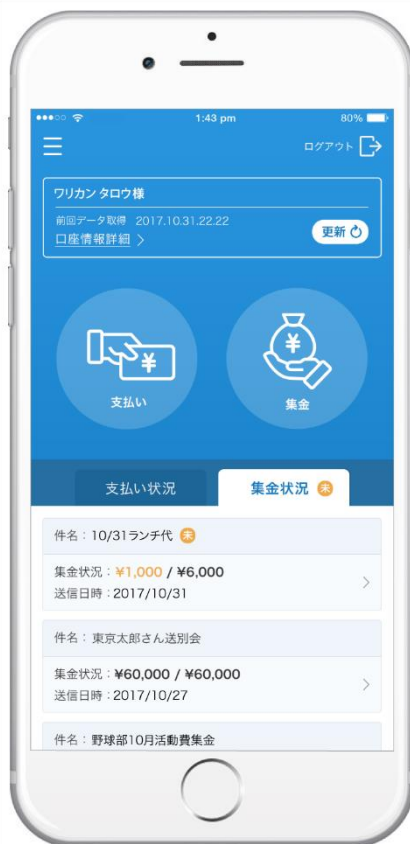 1:43 pm
80%
ログアウト
ワリカン タロウ様
前回データ取得 2017.10.31.22.22
口座情報詳細 >
更新
¥
支払い
¥
集金
支払い状況
集金状況 未
件名：10/31ランチ代 未
集金状況：¥1,000 / ¥6,000
送信日時：2017/10/31
件名：東京太郎さん送別会
集金状況：¥60,000 / ¥60,000
送信日時：2017/10/27
件名：野球部10月活動費集金